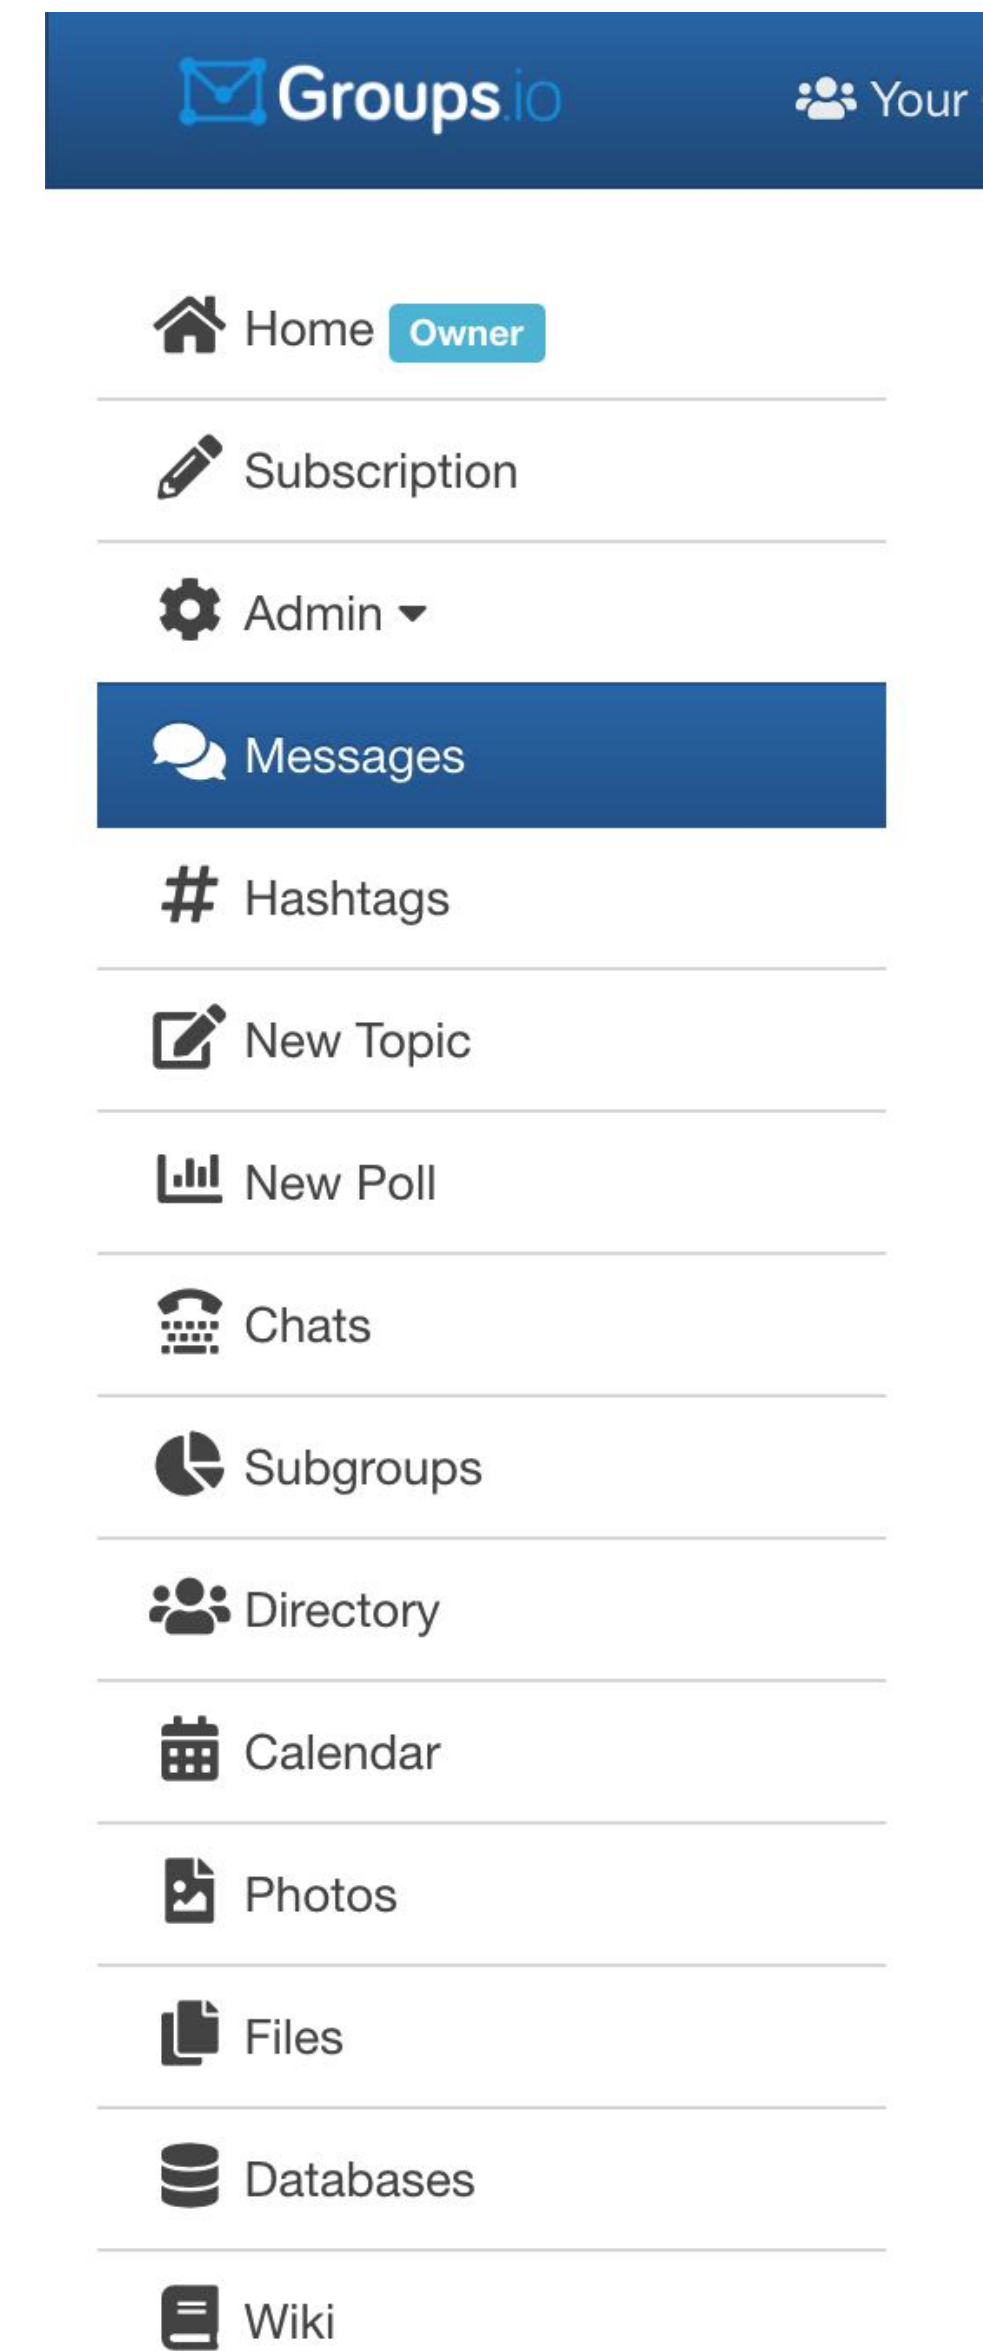 Groups.io
Your
Home Owner
Subscription
Admin
Messages
Hashtags
New Topic
New Poll
Chats
Subgroups
Directory
Calendar
Photos
Files
Databases
Wiki